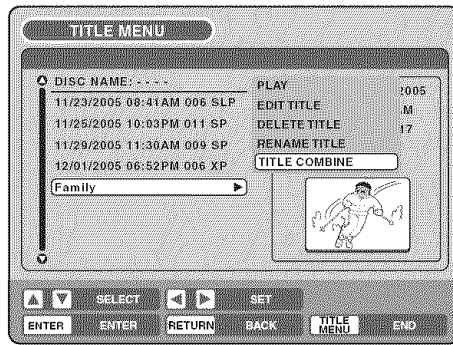 TITLE MENU
DISC NAME: - - - -
11/23/2005 08:41AM 006 SLP
11/25/2005 10:03PM 011 SP
11/29/2005 11:30AM 009 SP
12/01/2005 06:52PM 006 XP
Family
PLAY
EDIT TITLE
DELETE TITLE
RENAME TITLE
TITLE COMBINE
2005
M
17
SELECT SET
ENTER ENTER RETURN BACK TITLE MENU END